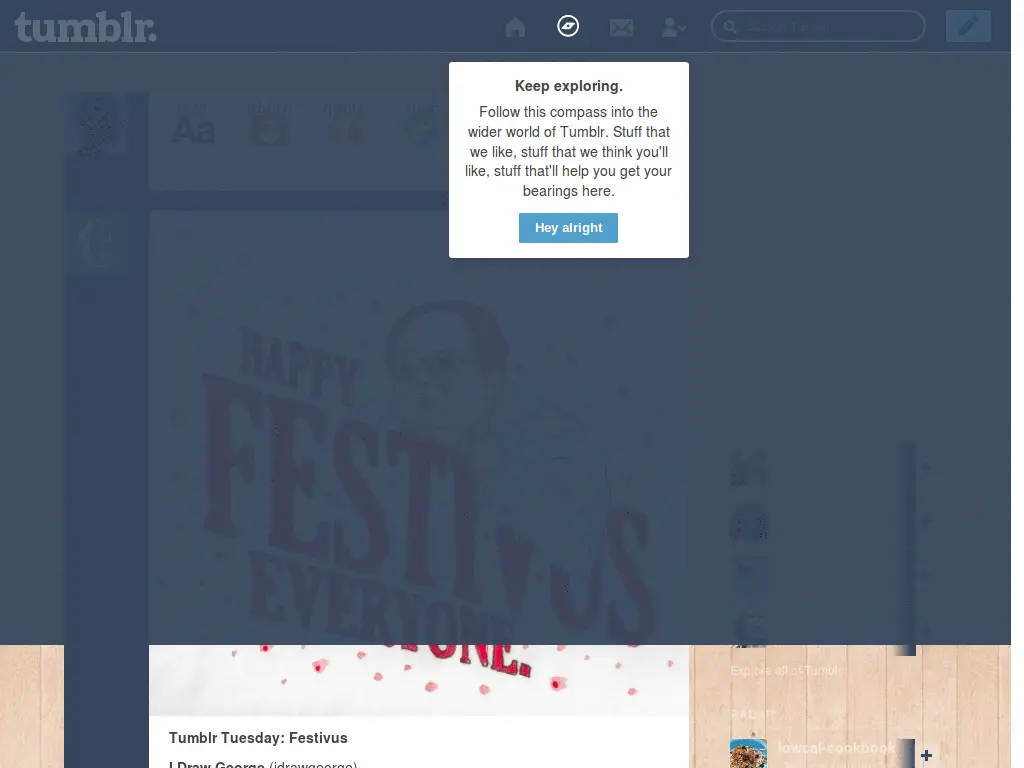 tumblr.
Search Tumblr
Keep exploring.
Follow this compass into the
wider world of Tumblr. Stuff that
we like, stuff that we think you'll
like, stuff that'll help you get your
bearings here.
Hey alright
Aa
HAPPY
FESTIVUS
EVERYONE.
Explore all of Tumblr
RADAR
lowcal-cookbook
Tumblr Tuesday: Festivus
I Draw George (idrawgeorge)